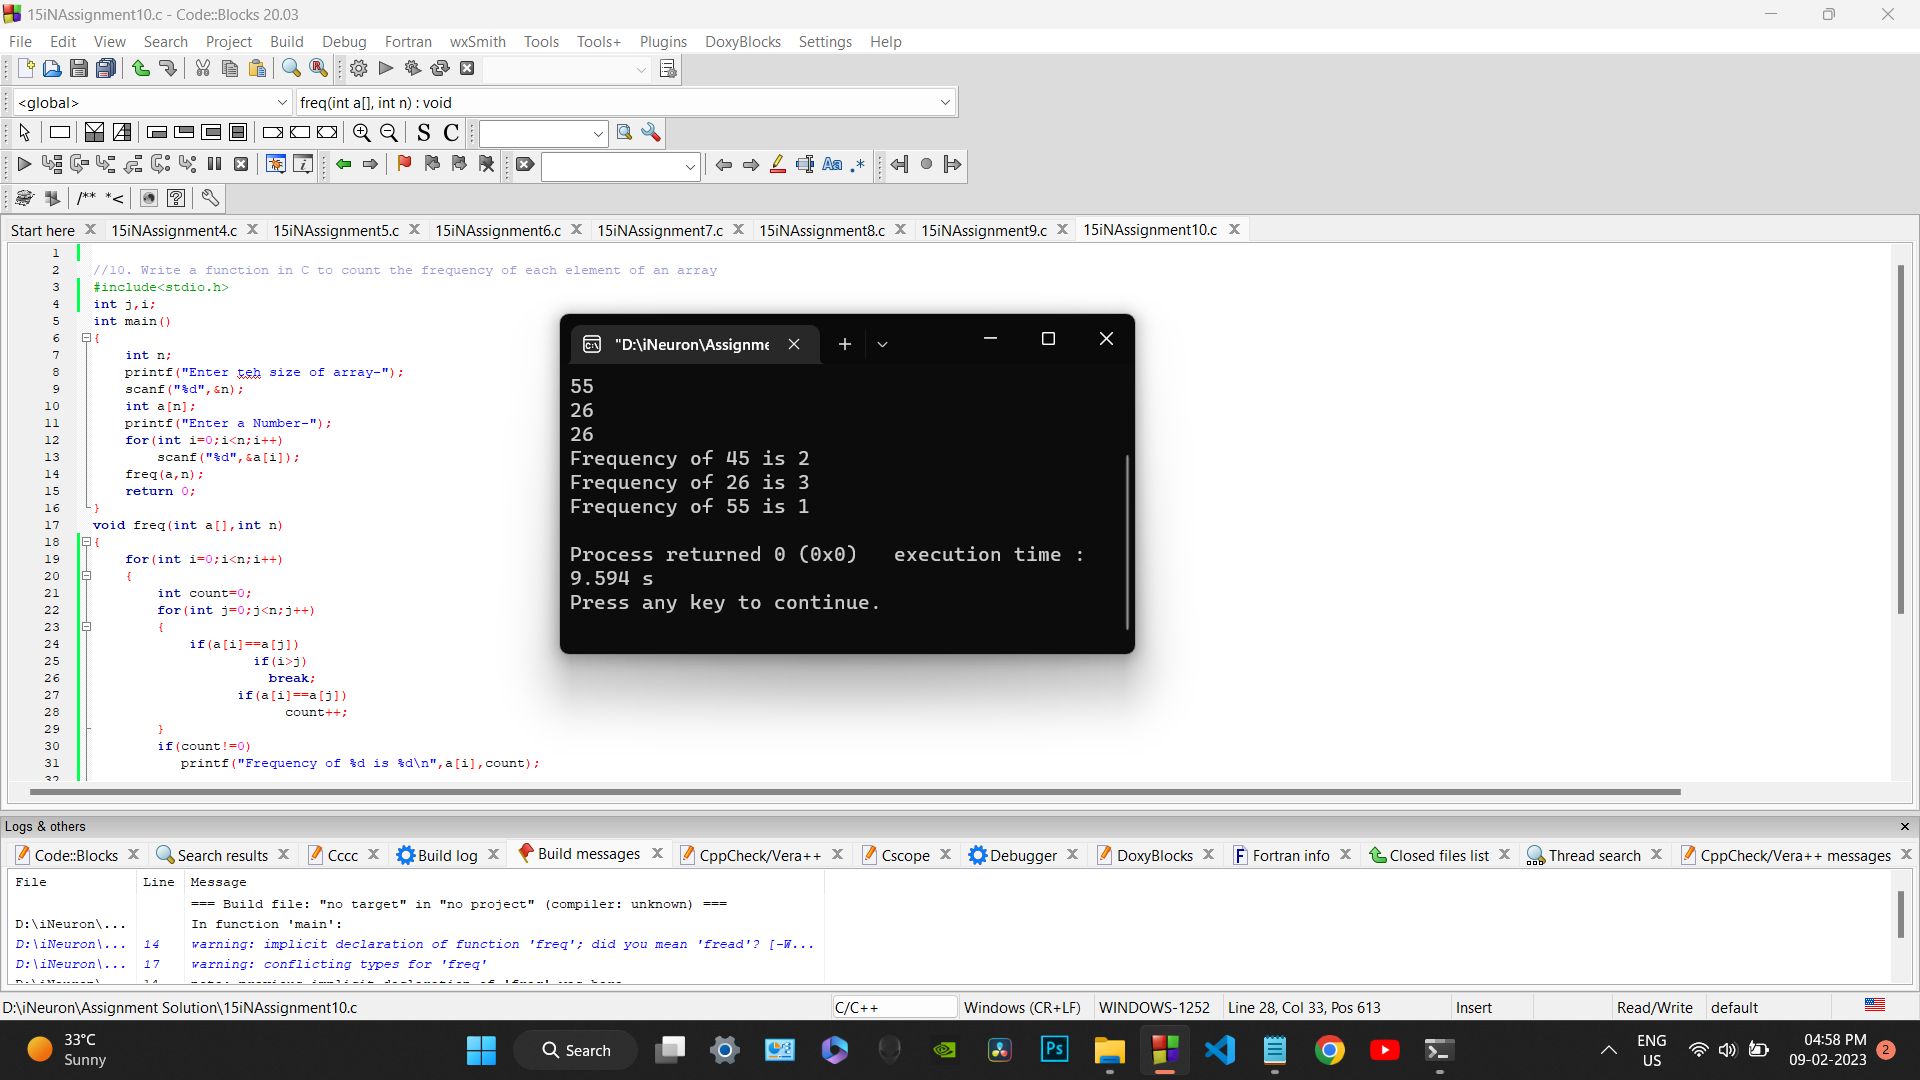 15iNAssignment10.c - Code::Blocks 20.03
File Edit View Search Project Build Debug Fortran wxSmith Tools Tools+ Plugins DoxyBlocks Settings Help
<global> freq(int a[], int n) : void
S C
Aa .*
/** *<
Start here 15iNAssignment4.c 15iNAssignment5.c 15iNAssignment6.c 15iNAssignment7.c 15iNAssignment8.c 15iNAssignment9.c 15iNAssignment10.c
1
2 //10. Write a function in C to count the frequency of each element of an array
3 #include<stdio.h>
4 int j,i;
5 int main()
6 {
7 int n;
8 printf("Enter teh size of array-");
9 scanf("%d",&n);
10 int a[n];
11 printf("Enter a Number-");
12 for(int i=0;i<n;i++)
13 scanf("%d",&a[i]);
14 freq(a,n);
15 return 0;
16 }
17 void freq(int a[],int n)
18 {
19 for(int i=0;i<n;i++)
20 {
21 int count=0;
22 for(int j=0;j<n;j++)
23 {
24 if(a[i]==a[j])
25 if(i>j)
26 break;
27 if(a[i]==a[j])
28 count++;
29 }
30 if(count!=0)
31 printf("Frequency of %d is %d\n",a[i],count);
32
"D:\iNeuron\Assignme
55
26
26
Frequency of 45 is 2
Frequency of 26 is 3
Frequency of 55 is 1
Process returned 0 (0x0) execution time :
9.594 s
Press any key to continue.
Logs & others
Code::Blocks Search results Cccc Build log Build messages CppCheck/Vera++ Cscope Debugger DoxyBlocks Fortran info Closed files list Thread search CppCheck/Vera++ messages
File Line Message
=== Build file: "no target" in "no project" (compiler: unknown) ===
D:\iNeuron\... In function 'main':
D:\iNeuron\... 14 warning: implicit declaration of function 'freq'; did you mean 'fread'? [-W...
D:\iNeuron\... 17 warning: conflicting types for 'freq'
D:\iNeuron\... 14 note: previous implicit declaration of 'freq' was here
D:\iNeuron\Assignment Solution\15iNAssignment10.c C/C++ Windows (CR+LF) WINDOWS-1252 Line 28, Col 33, Pos 613 Insert Read/Write default
33°C
Sunny
Search
Ps
ENG
US
04:58 PM
09-02-2023
2